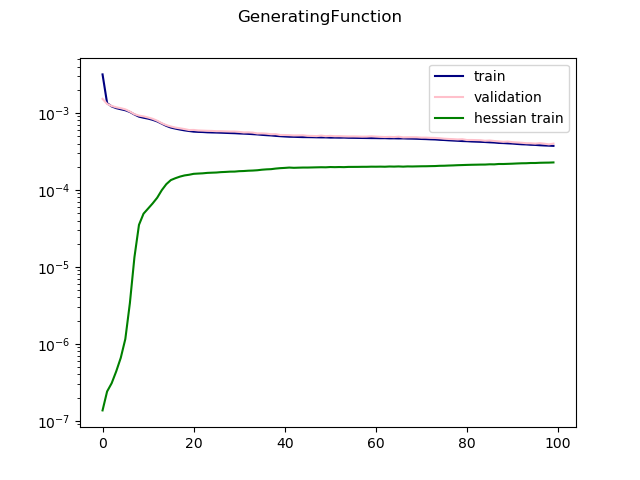 GeneratingFunction
train
validation
hessian train
10⁻³
10⁻⁴
10⁻⁵
10⁻⁶
10⁻⁷
0 20 40 60 80 100